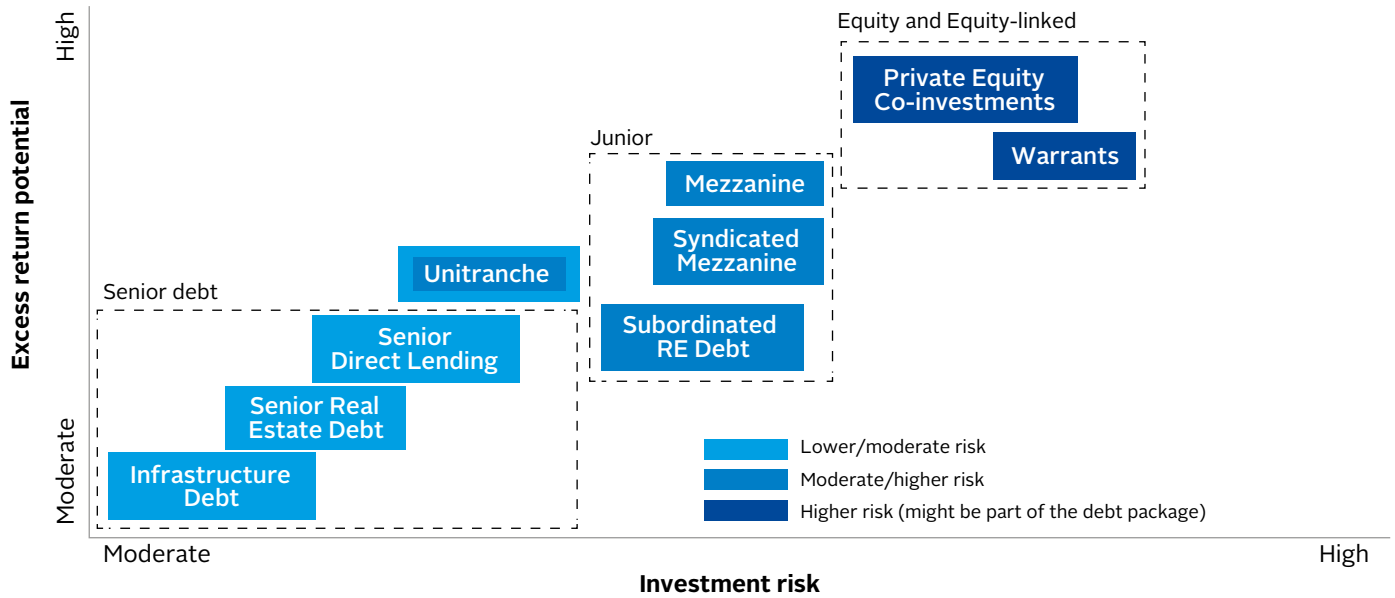 Equity and Equity-linked
High
Private Equity
Co-investments
Warrants
Junior
Mezzanine
Syndicated
Mezzanine
Subordinated
RE Debt
Unitranche
Senior debt
Senior
Direct Lending
Senior Real
Estate Debt
Infrastructure
Debt
Excess return potential
Moderate
Lower/moderate risk
Moderate/higher risk
Higher risk (might be part of the debt package)
Moderate
High
Investment risk